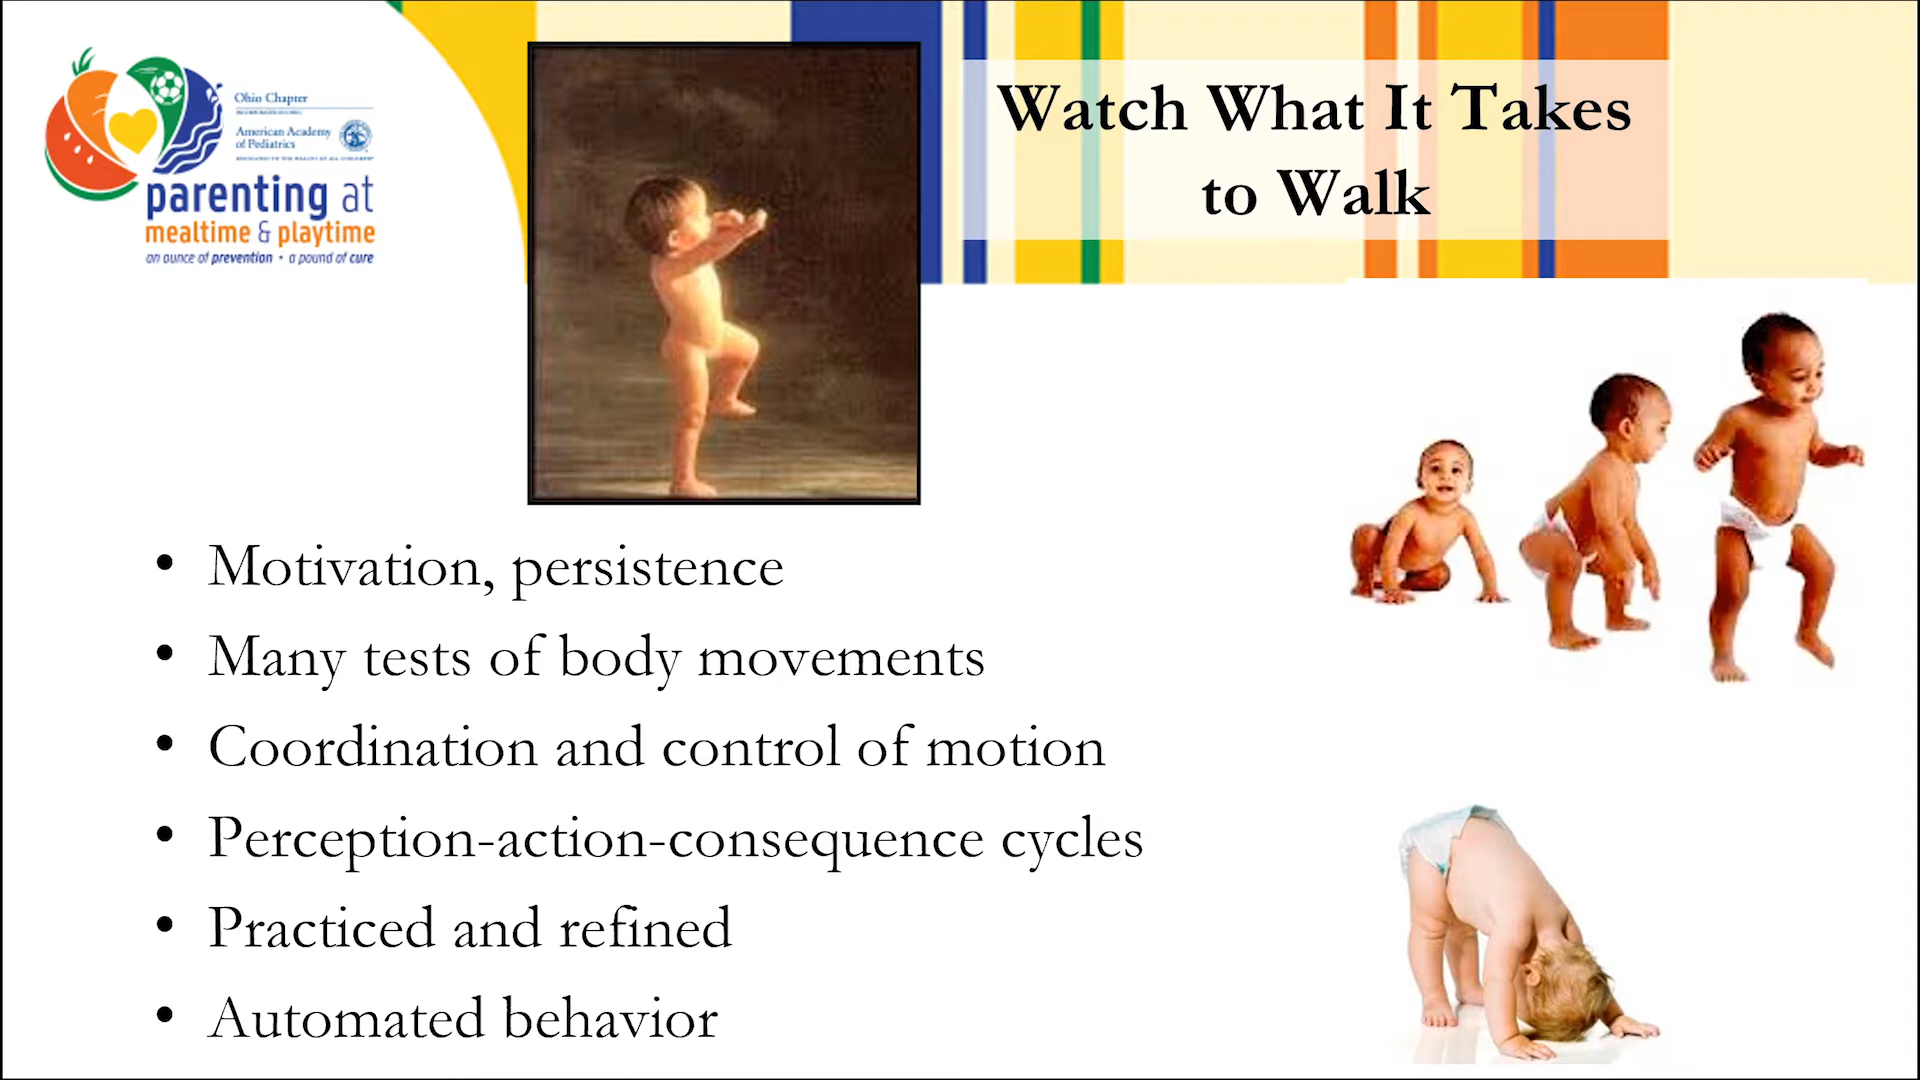 Ohio Chapter
American Academy
of Pediatrics
parenting at
mealtime & playtime
an ounce of prevention • a pound of cure
Watch What It Takes
to Walk
• Motivation, persistence
• Many tests of body movements
• Coordination and control of motion
• Perception-action-consequence cycles
• Practiced and refined
• Automated behavior